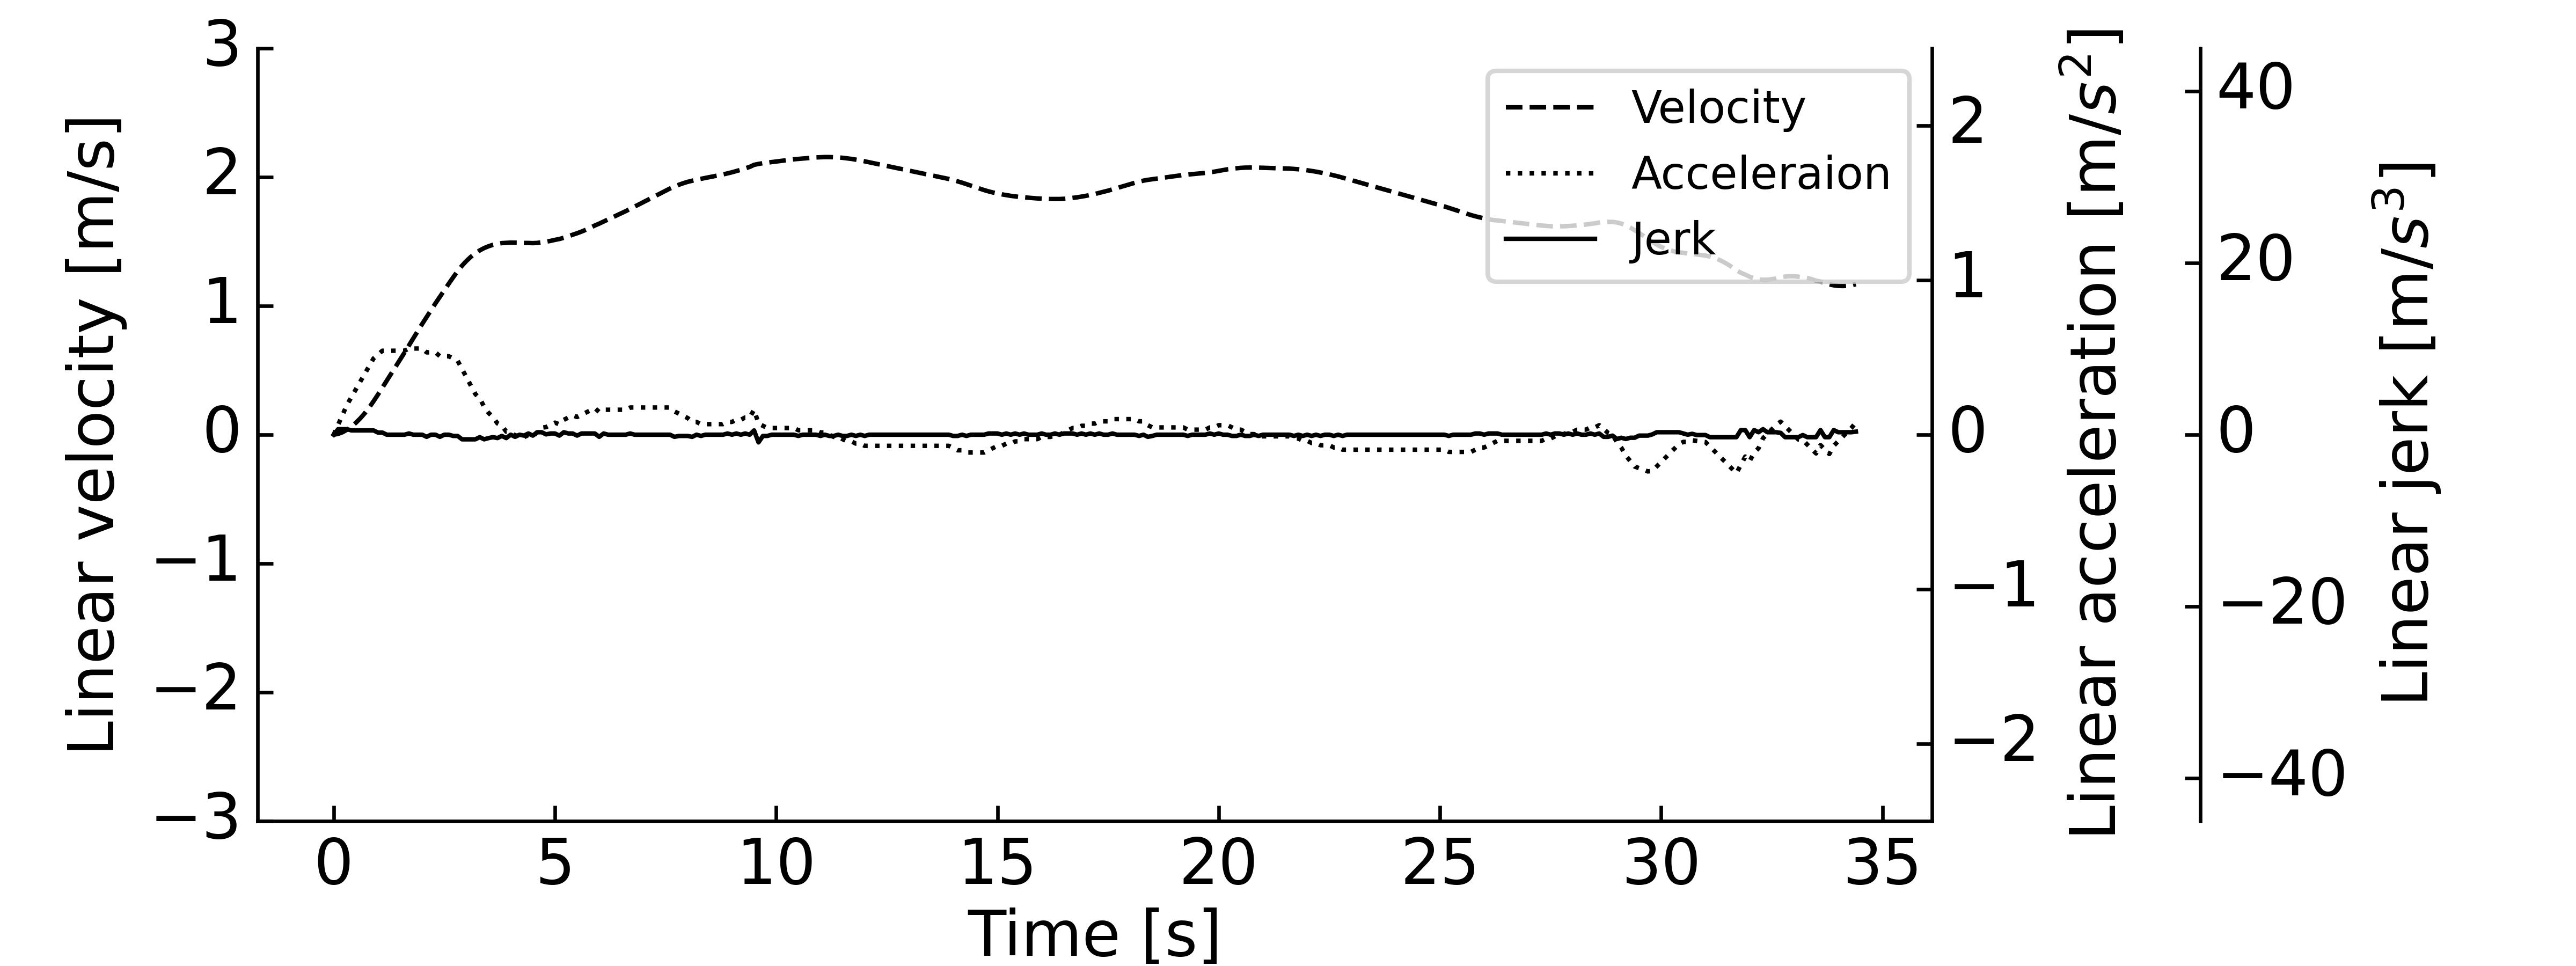 Linear velocity [m/s]
3
2
1
0
−1
−2
−3
0 5 10 15 20 25 30 35
Time [s]
Velocity
Acceleraion
Jerk
2
1
0
−1
−2
Linear acceleration [m/s²]
40
20
0
−20
−40
Linear jerk [m/s³]